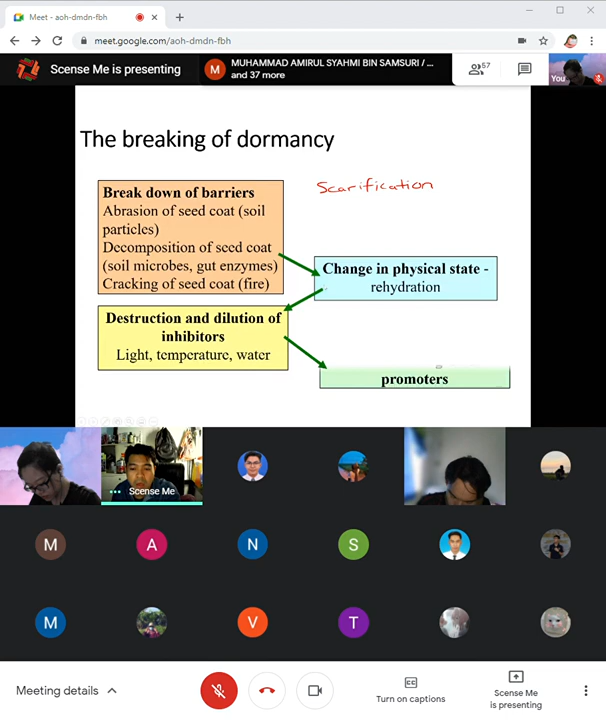 Meet - aoh-dmdn-fbh
meet.google.com/aoh-dmdn-fbh
Scense Me is presenting
M
MUHAMMAD AMIRUL SYAHMI BIN SAMSURI / ...
and 37 more
57
You
The breaking of dormancy
Scarification
Break down of barriers
Abrasion of seed coat (soil
particles)
Decomposition of seed coat
(soil microbes, gut enzymes)
Cracking of seed coat (fire)
Change in physical state -
rehydration
Destruction and dilution of
inhibitors
Light, temperature, water
promoters
Scense Me
M
A
N
S
M
V
T
Meeting details
Turn on captions
Scense Me
is presenting